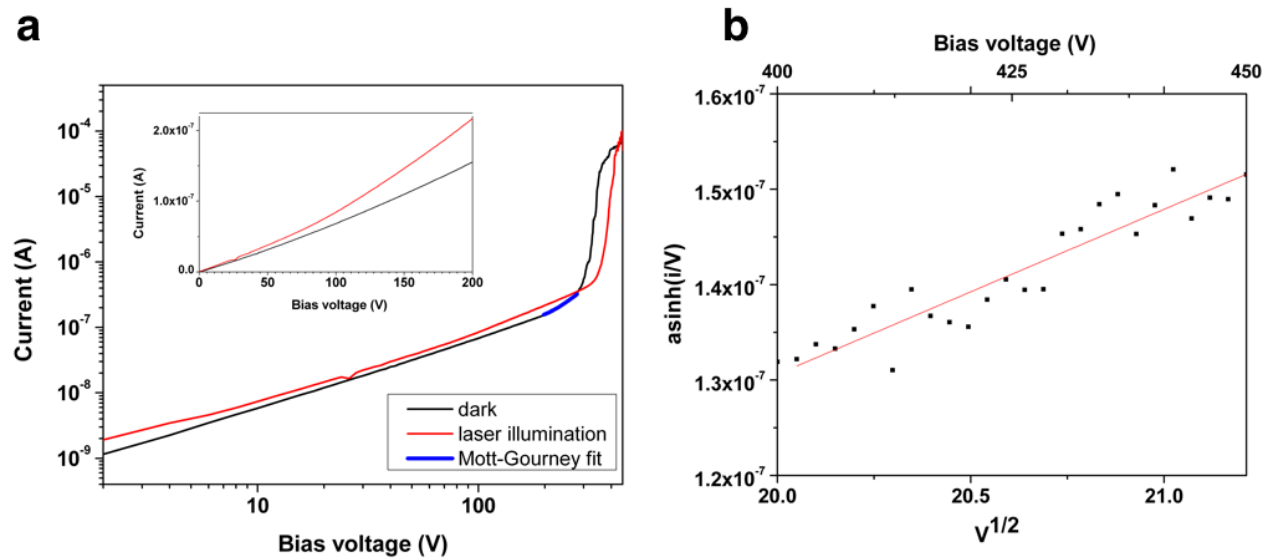 a
10⁻⁴
10⁻⁵
10⁻⁶
10⁻⁷
10⁻⁸
10⁻⁹
Current (A)
10
100
Bias voltage (V)
2.0x10⁻⁷
1.0x10⁻⁷
0.0
Current (A)
0
50
100
150
200
Bias voltage (V)
dark
laser illumination
Mott-Gourney fit
b
Bias voltage (V)
400
425
450
1.6x10⁻⁷
1.5x10⁻⁷
1.4x10⁻⁷
1.3x10⁻⁷
1.2x10⁻⁷
asinh(i/V)
20.0
20.5
21.0
V¹/²